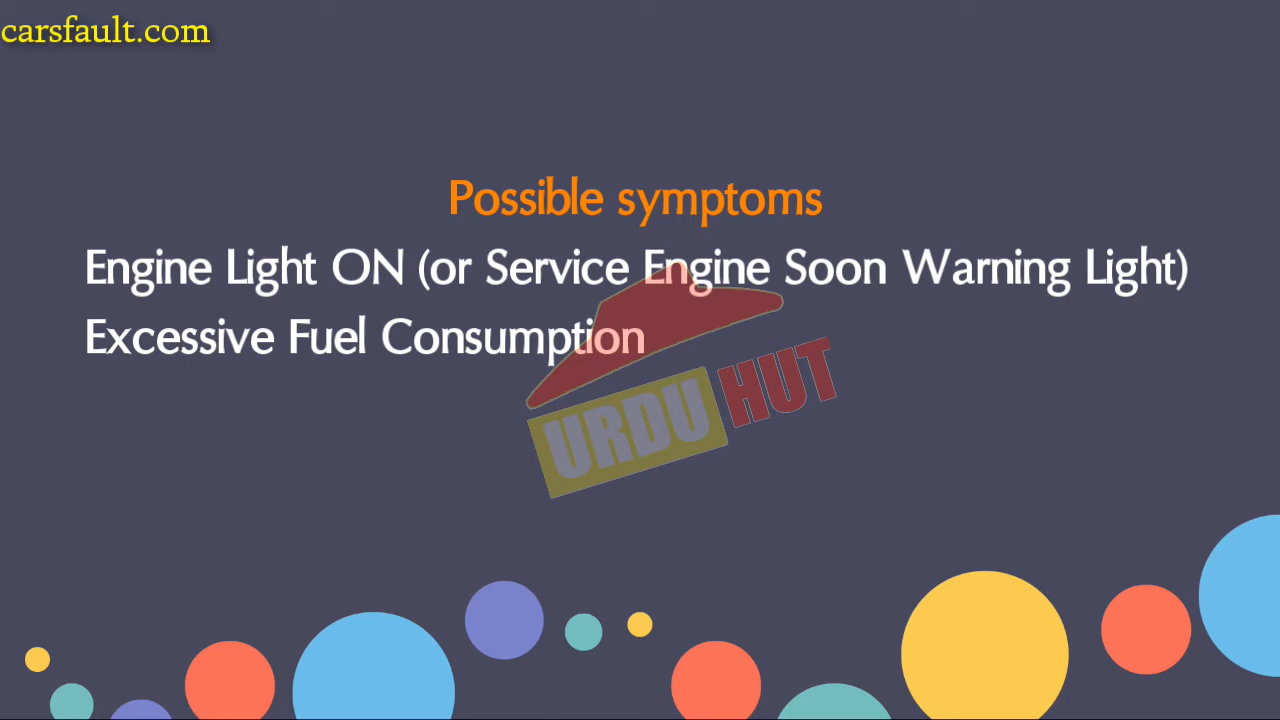 carsfault.com
Possible symptoms
Engine Light ON (or Service Engine Soon Warning Light)
Excessive Fuel Consumption
URDU HUT